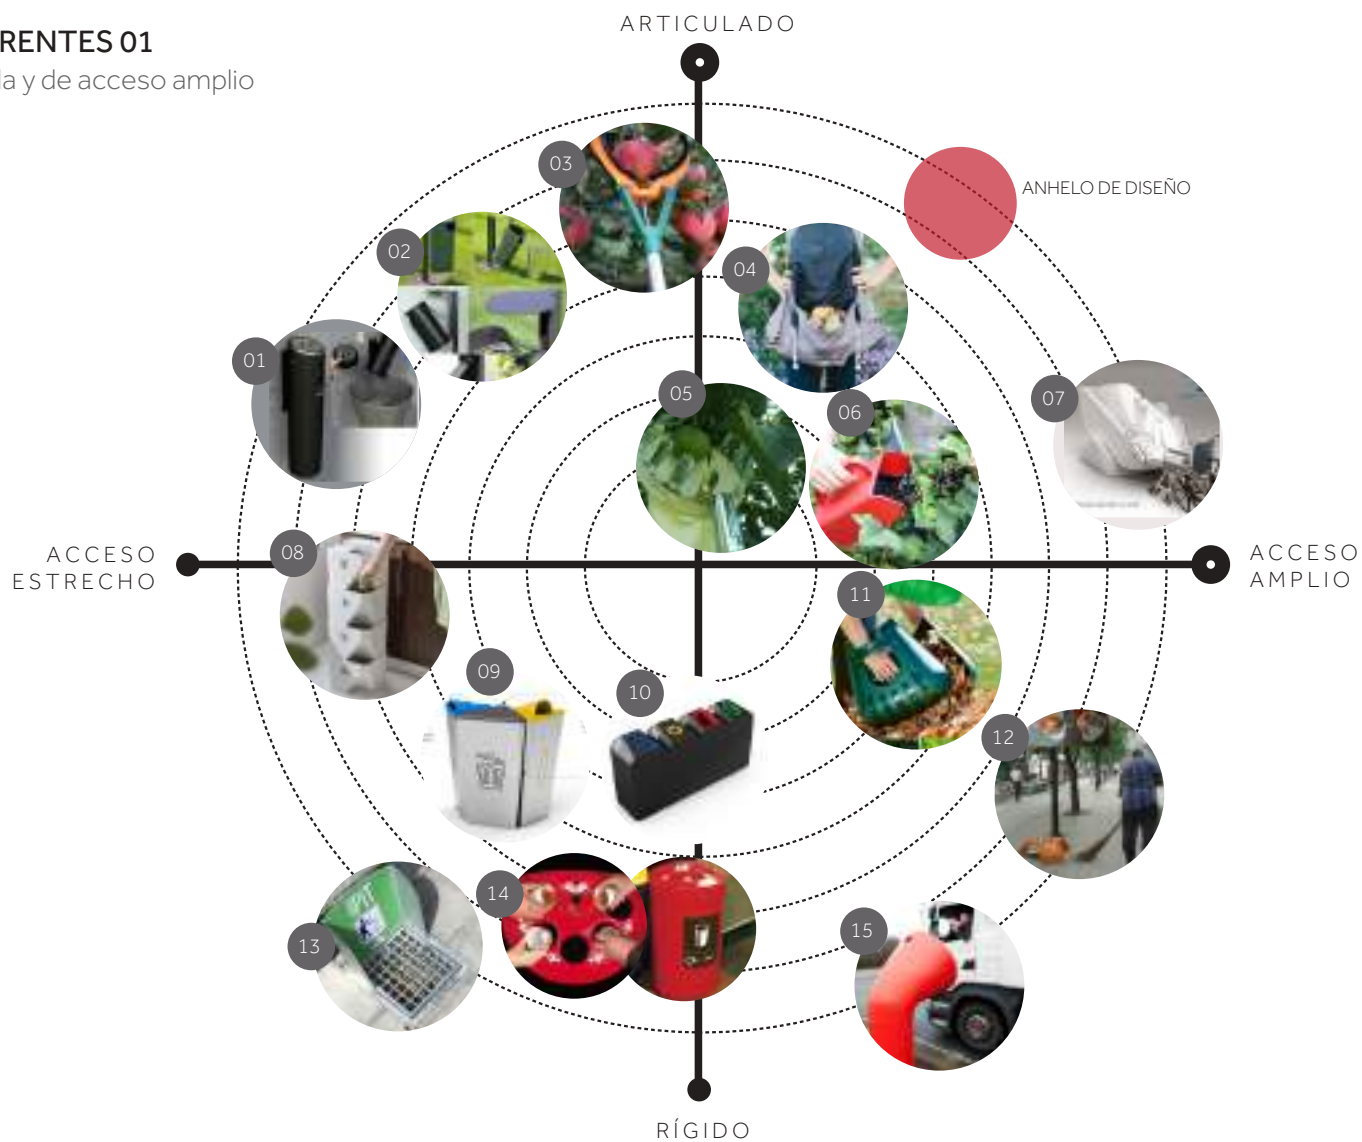 RENTES 01
la y de acceso amplio
ARTICULADO
03
ANHELO DE DISEÑO
02
04
01
05
06
07
ACCESO
ESTRECHO
08
ACCESO
AMPLIO
11
09
10
12
14
13
15
RÍGIDO